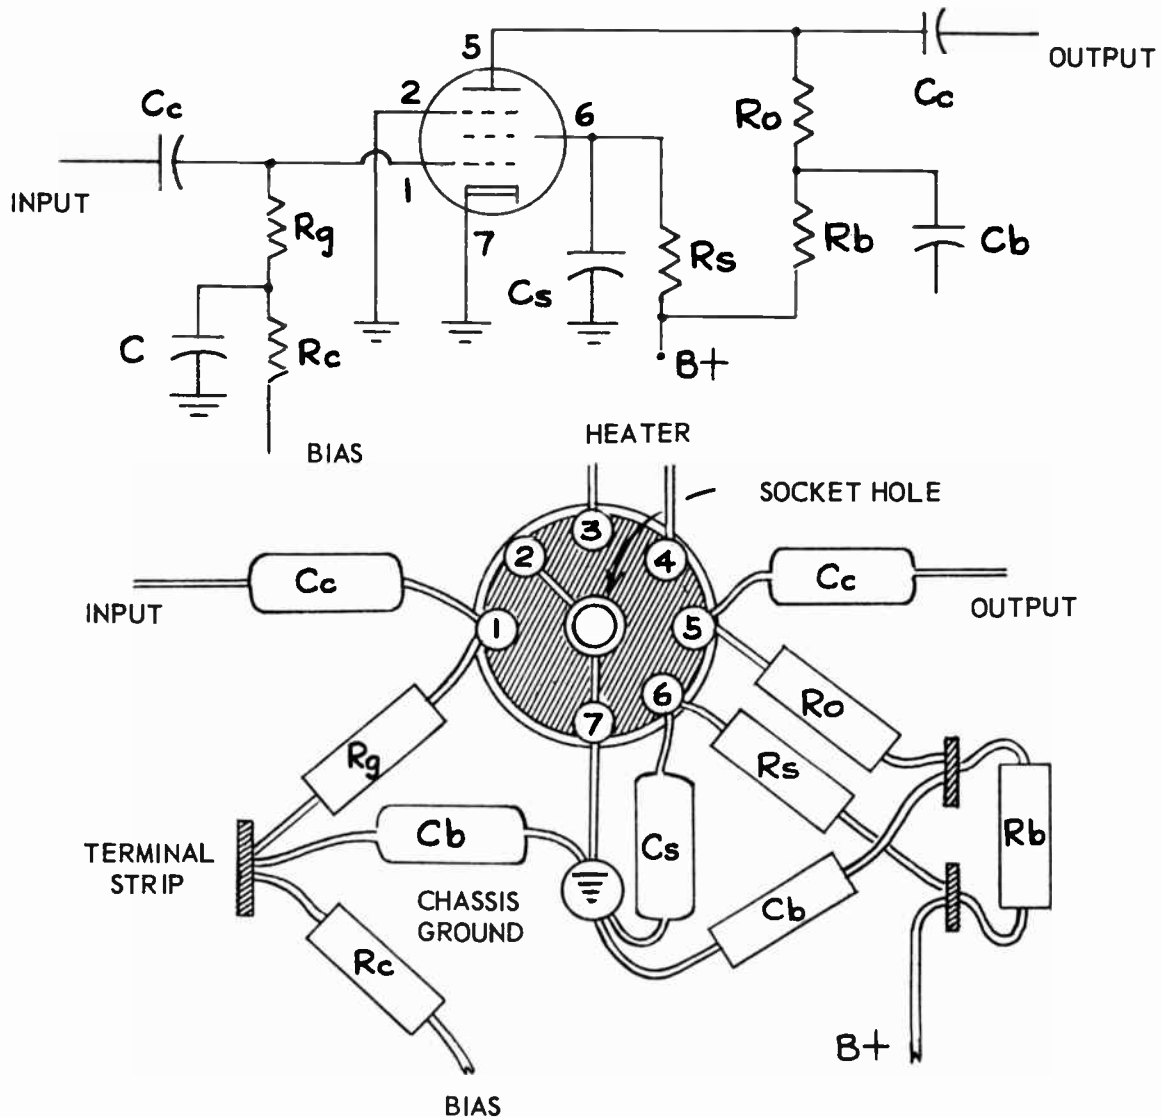 5
OUTPUT
2
Cc
Cc
6
Ro
1
INPUT
Rg
7
Rs
Rb
Cb
Cs
C
Rc
B+
BIAS
HEATER
SOCKET HOLE
3
2
4
Cc
Cc
INPUT
OUTPUT
1
5
6
Ro
7
Rg
Rs
Cb
Cs
Rb
TERMINAL
STRIP
CHASSIS
GROUND
Cb
Rc
B+
BIAS